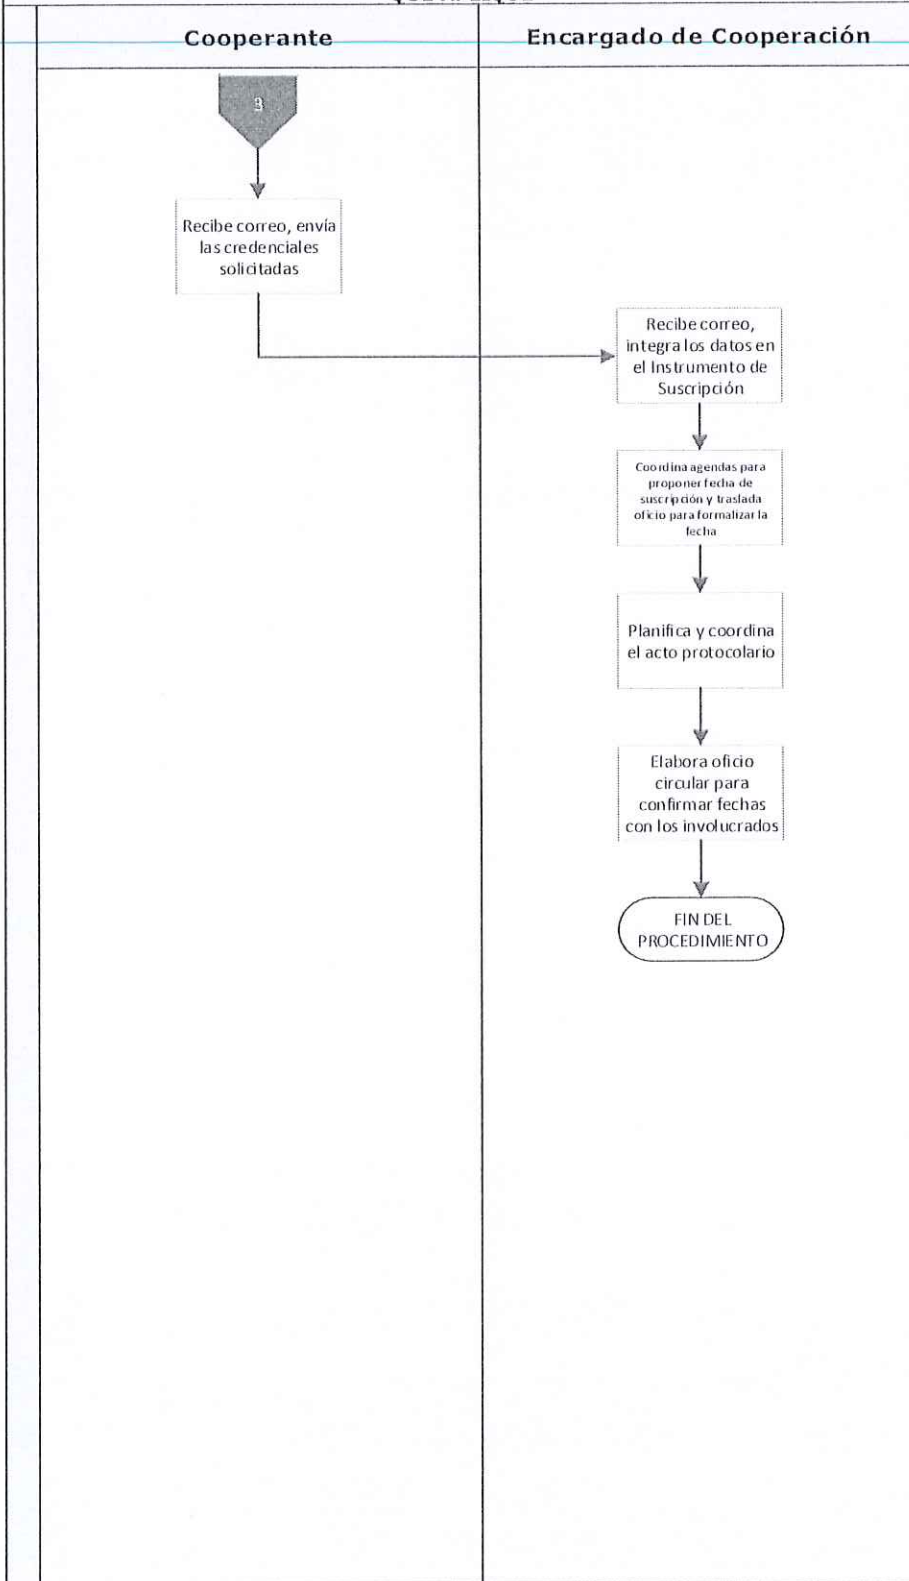 Cooperante
Encargado de Cooperación
3
Recibe correo, envía
las credenciales
solicitadas
Recibe correo,
integra los datos en
el Instrumento de
Suscripción
Coordina agendas para
proponer fecha de
suscripción y traslada
oficio para formalizar la
fecha
Planifica y coordina
el acto protocolario
Elabora oficio
circular para
confirmar fechas
con los involucrados
FIN DEL
PROCEDIMIENTO